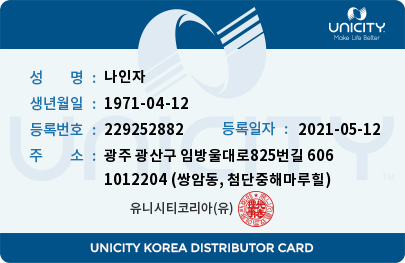 UNICITY
Make Life Better
성 명 : 나인자
생년월일 : 1971-04-12
등록번호 : 229252882 등록일자 : 2021-05-12
주 소 : 광주 광산구 임방울대로825번길 606
1012204 (쌍암동, 첨단중해마루힐)
유니시티코리아(유)
UNICITY
TM
UNICITY KOREA DISTRIBUTOR CARD